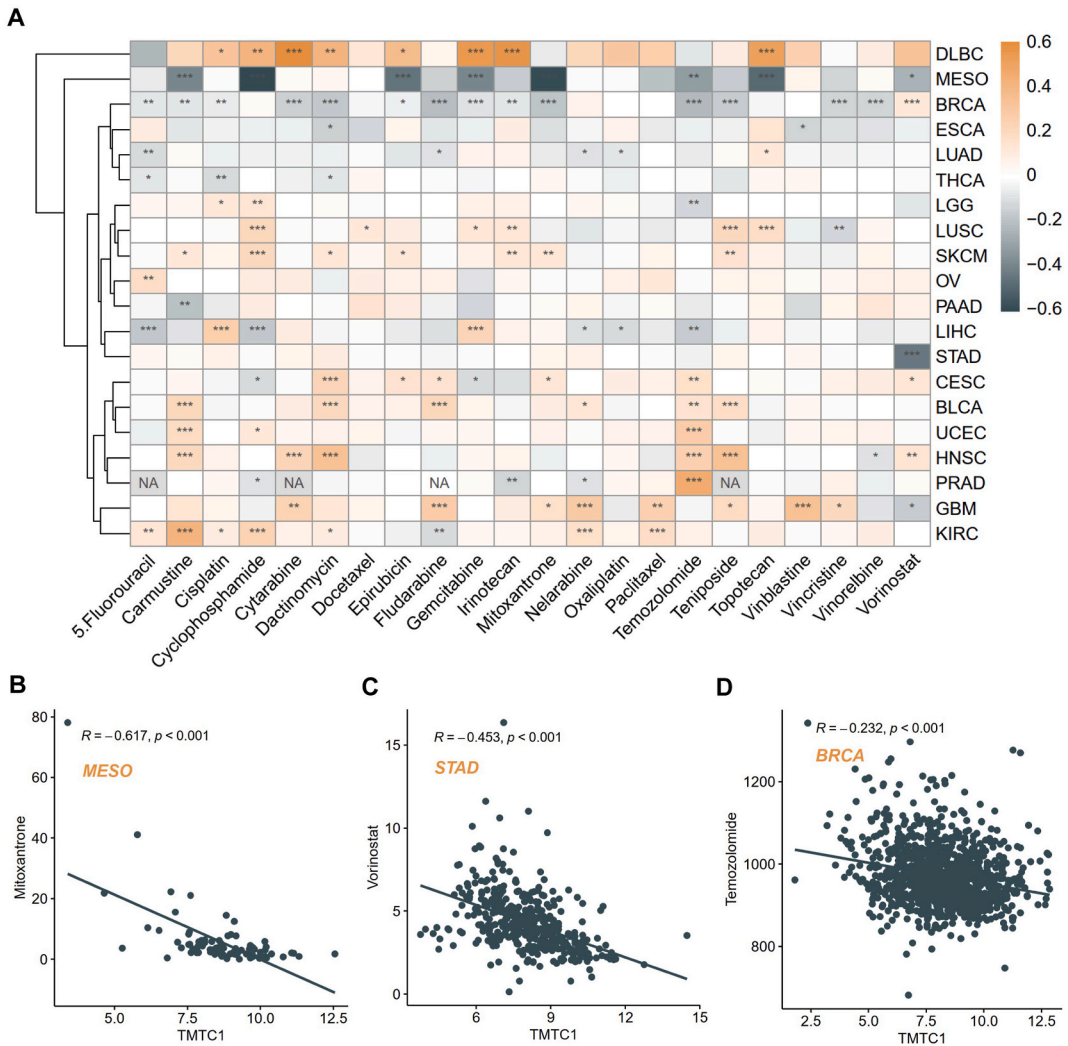 A
* ** *** ** * *** *** *** DLBC
*** *** *** *** *** ** *** * MESO
** ** ** *** *** * *** *** ** *** *** *** *** *** *** BRCA
* * ESCA
** * * * * LUAD
* ** * THCA
* ** ** LGG
*** * * ** *** *** ** LUSC
* *** * * ** ** ** SKCM
** OV
** PAAD
*** *** *** *** * * ** LIHC
*** STAD
* *** * * * * ** * CESC
*** *** *** * ** *** BLCA
*** * *** UCEC
*** *** *** *** *** * ** HNSC
NA * NA NA ** * *** NA PRAD
** *** * *** ** * *** * * GBM
** *** * *** * ** *** *** KIRC
0.6
0.4
0.2
0
−0.2
−0.4
−0.6
5.Fluorouracil
Carmustine
Cisplatin
Cyclophosphamide
Cytarabine
Dactinomycin
Docetaxel
Epirubicin
Fludarabine
Gemcitabine
Irinotecan
Mitoxantrone
Nelarabine
Oxaliplatin
Paclitaxel
Temozolomide
Teniposide
Topotecan
Vinblastine
Vincristine
Vinorelbine
Vorinostat
B
R = −0.617, p < 0.001
MESO
Mitoxantrone
80
60
40
20
0
5.0 7.5 10.0 12.5
TMTC1
C
R = −0.453, p < 0.001
STAD
Vorinostat
15
10
5
0
6 9 12 15
TMTC1
D
R = −0.232, p < 0.001
BRCA
Temozolomide
1200
1000
800
2.5 5.0 7.5 10.0 12.5
TMTC1